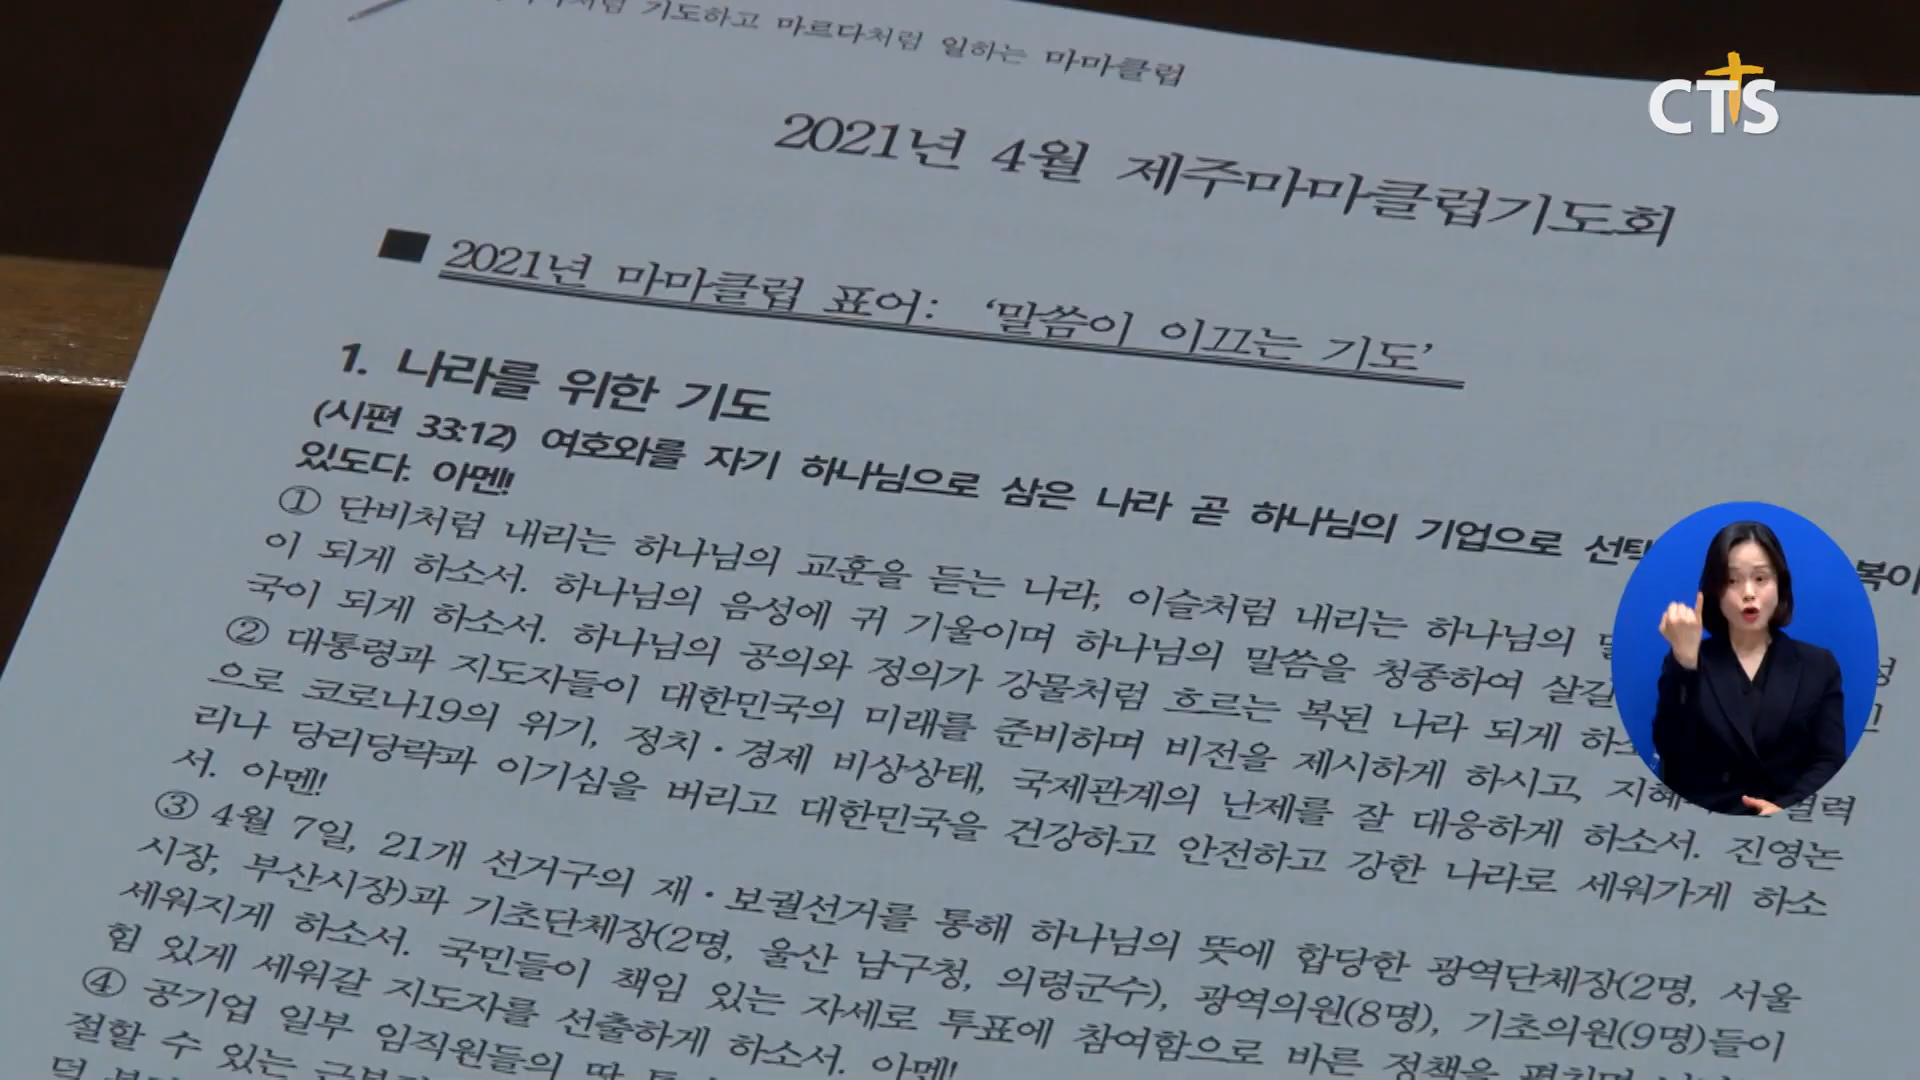 기도하고 마르다처럼 일하는 마마클럽
CTS
2021년 4월 제주마마클럽기도회
■ 2021년 마마클럽 표어: ‘말씀이 이끄는 기도’
1. 나라를 위한 기도
(시편 33:12) 여호와를 자기 하나님으로 삼은 나라 곧 하나님의 기업으로 선택 복이
있도다. 아멘!!
① 단비처럼 내리는 하나님의 교훈을 듣는 나라, 이슬처럼 내리는 하나님의
이 되게 하소서. 하나님의 음성에 귀 기울이며 하나님의 말씀을 청종하여 살길
국이 되게 하소서. 하나님의 공의와 정의가 강물처럼 흐르는 복된 나라 되게
② 대통령과 지도자들이 대한민국의 미래를 준비하며 비전을 제시하게 하시고, 결력
으로 코로나19의 위기, 정치·경제 비상상태, 국제관계의 난제를 잘 대응하게 하소서. 진영논
리나 당리당략과 이기심을 버리고 대한민국을 건강하고 안전하고 강한 나라로 세워가게 하소
서. 아멘!
③ 4월 7일, 21개 선거구의 재·보궐선거를 통해 하나님의 뜻에 합당한 광역단체장(2명, 서울
시장, 부산시장)과 기초단체장(2명, 울산 남구청, 의령군수), 광역의원(8명), 기초의원(9명)들이
세워지게 하소서. 국민들이 책임 있는 자세로 투표에 참여함으로 바른 정책을 펼치며
힘 있게 세워갈 지도자를 선출하게 하소서. 아멘!
④ 공기업 일부 임직원들의 땅
절할 수 있는